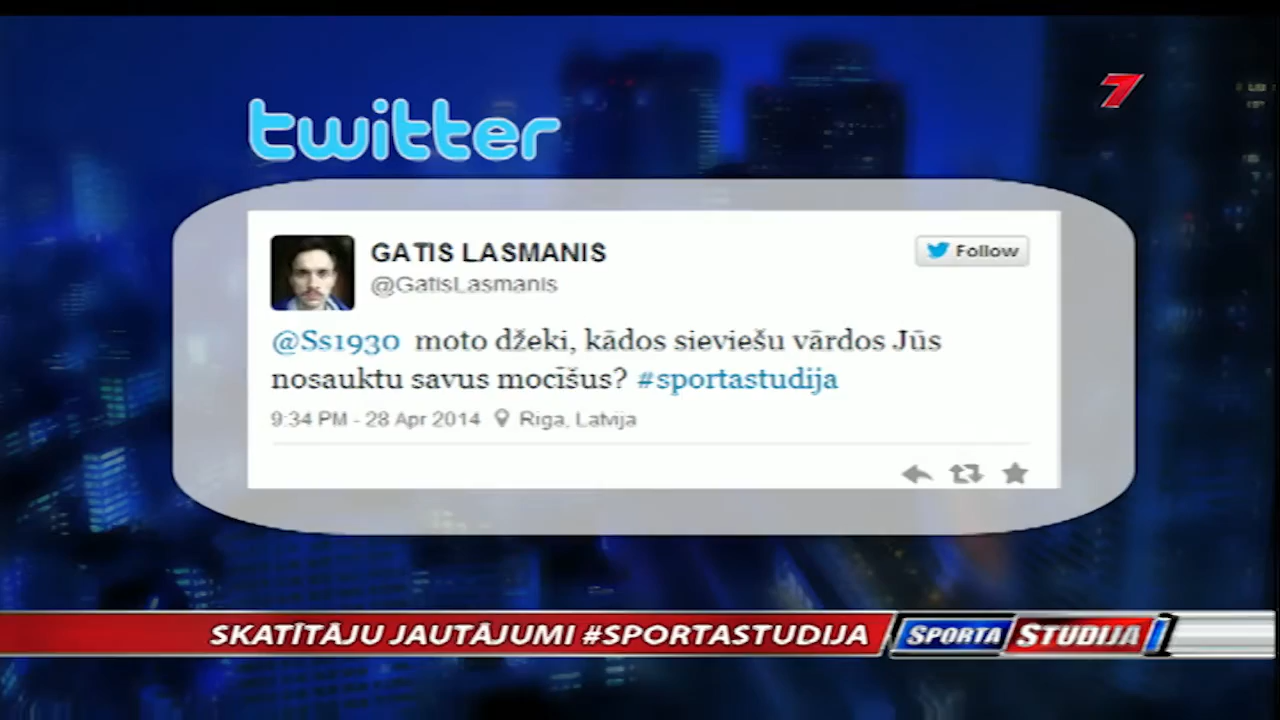 7
twitter
GATIS LASMANIS
Follow
@GatisLasmanis
@Ss1930 moto džeki, kādos sieviešu vārdos Jūs
nosauktu savus mocīšus? #sportastudija
9:34 PM - 28 Apr 2014 Riga, Latvija
SKATĪTĀJU JAUTĀJUMI #SPORTASTUDIJA
SPORTA STUDIJA